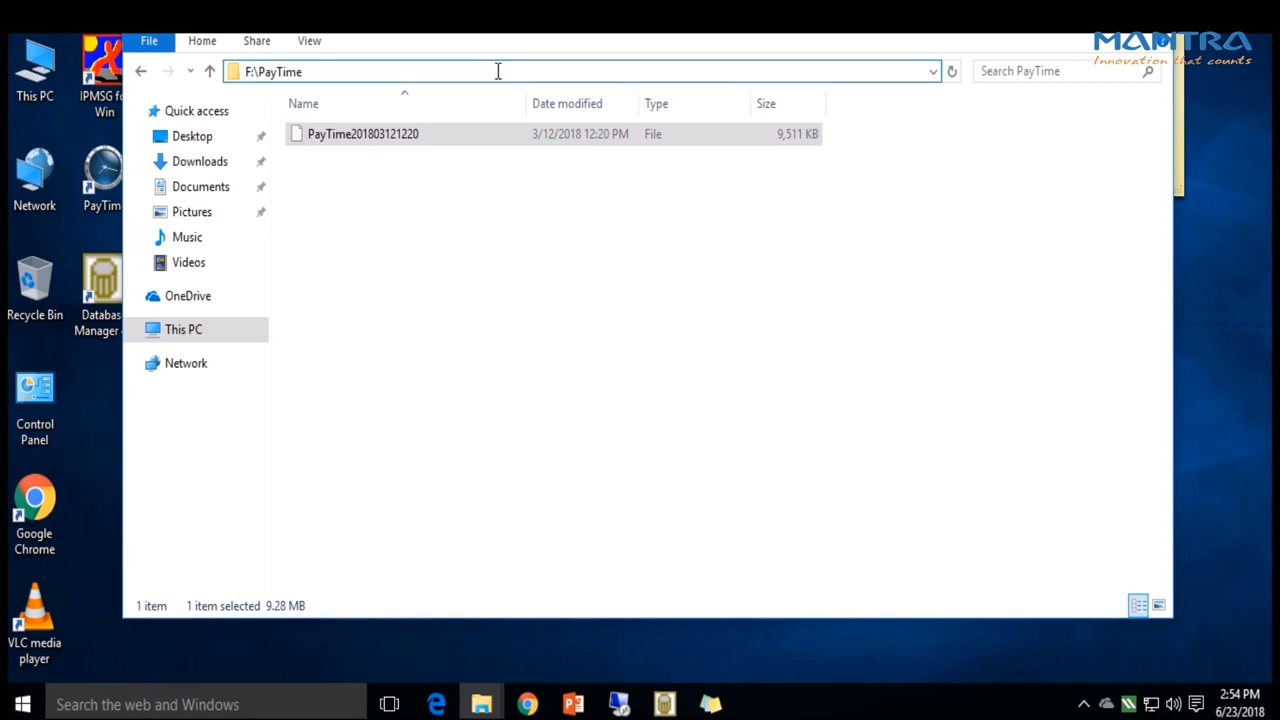 MANTRA
Innovation that counts
File Home Share View
F:\PayTime
Search PayTime
Name Date modified Type Size
PayTime201803121220 3/12/2018 12:20 PM File 9,511 KB
Quick access
Desktop
Downloads
Documents
Pictures
Music
Videos
OneDrive
This PC
Network
1 item 1 item selected 9.28 MB
This PC
IPMSG for Win
Network
PayTim
Recycle Bin
Databas
Manager
Control
Panel
Google
Chrome
VLC media
player
Search the web and Windows
2:54 PM
6/23/2018